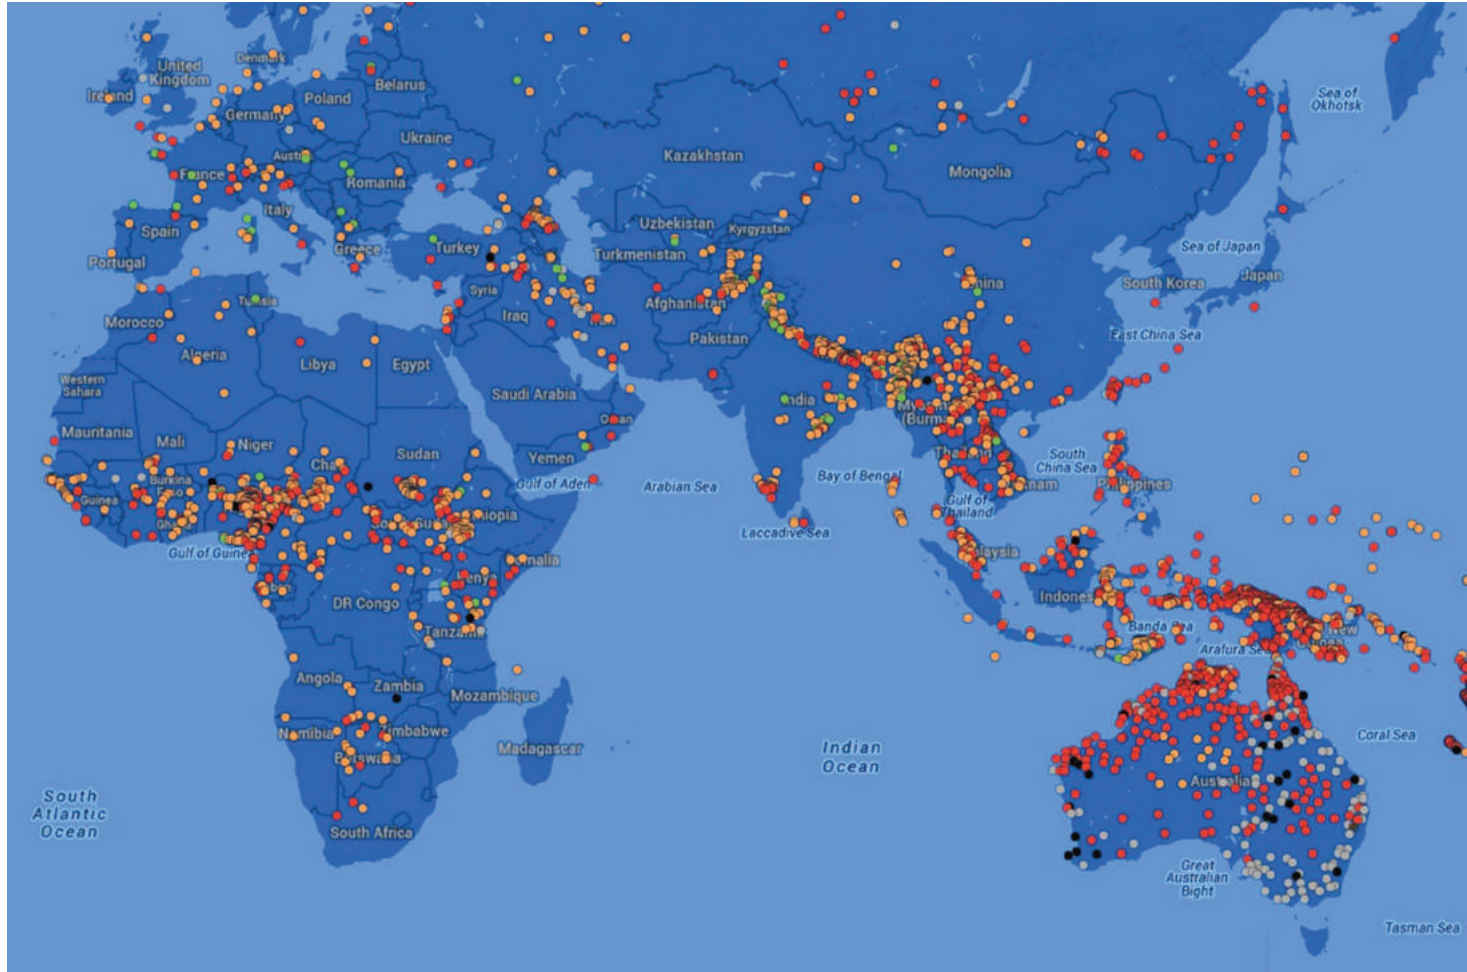 Sea of
Okhotsk
United
Kingdom
Denmark
Ireland
Belarus
Poland
Germany
Ukraine
Kazakhstan
Mongolia
France
Romania
Italy
Spain
Uzbekistan
Kyrgyzstan
Portugal
Greece
Turkey
Turkmenistan
Sea of Japan
South Korea
Japan
Syria
Afghanistan
Tunisia
Morocco
Iraq
Pakistan
East China Sea
Algeria
Libya
Egypt
Western
Sahara
Saudi Arabia
India
(Burma
Mauritania
Mali
Niger
Sudan
Yemen
Gulf of Aden
Arabian Sea
Bay of Bengal
South
China Sea
Philippines
Burkina
Guinea
Gulf of
Thailand
Laccadive Sea
Gulf of Guinea
DR Congo
Banda Sea
Arafura Sea
Angola
Zambia
Mozambique
Namibia
Zimbabwe
Botswana
Madagascar
Indian
Ocean
Coral Sea
Australia
South
Atlantic
Ocean
South Africa
Great
Australian
Bight
Tasman Sea